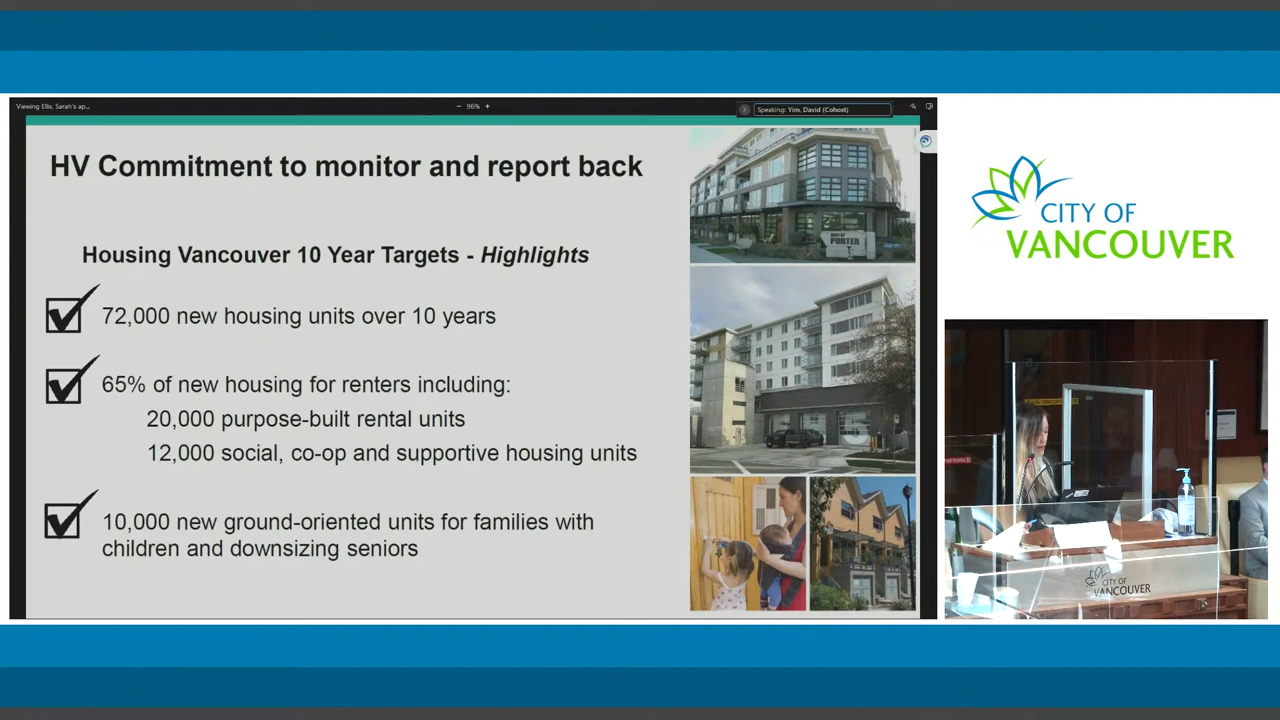 Viewing Ellis, Sarah's ap...
96%
Speaking: Yim, David (Cohost)
HV Commitment to monitor and report back
Housing Vancouver 10 Year Targets - Highlights
72,000 new housing units over 10 years
65% of new housing for renters including:
20,000 purpose-built rental units
12,000 social, co-op and supportive housing units
10,000 new ground-oriented units for families with
children and downsizing seniors
PORTER
CITY OF
VANCOUVER
CITY OF
VANCOUVER